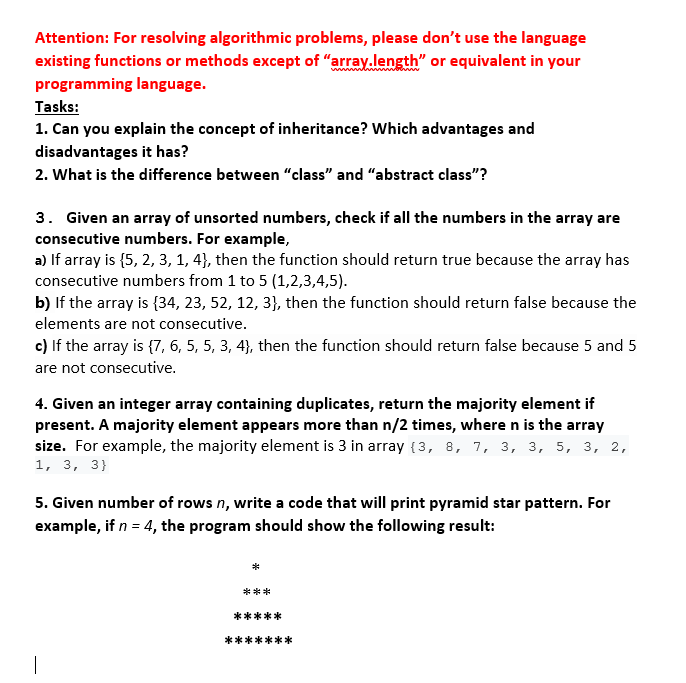 Attention: For resolving algorithmic problems, please don’t use the language
existing functions or methods except of “array.length” or equivalent in your
programming language.
Tasks:
1. Can you explain the concept of inheritance? Which advantages and
disadvantages it has?
2. What is the difference between “class” and “abstract class”?
3. Given an array of unsorted numbers, check if all the numbers in the array are
consecutive numbers. For example,
a) If array is {5, 2, 3, 1, 4}, then the function should return true because the array has
consecutive numbers from 1 to 5 (1,2,3,4,5).
b) If the array is {34, 23, 52, 12, 3}, then the function should return false because the
elements are not consecutive.
c) If the array is {7, 6, 5, 5, 3, 4}, then the function should return false because 5 and 5
are not consecutive.
4. Given an integer array containing duplicates, return the majority element if
present. A majority element appears more than n/2 times, where n is the array
size. For example, the majority element is 3 in array {3, 8, 7, 3, 3, 5, 3, 2,
1, 3, 3}
5. Given number of rows n, write a code that will print pyramid star pattern. For
example, if n = 4, the program should show the following result:
*
***
*****
*******